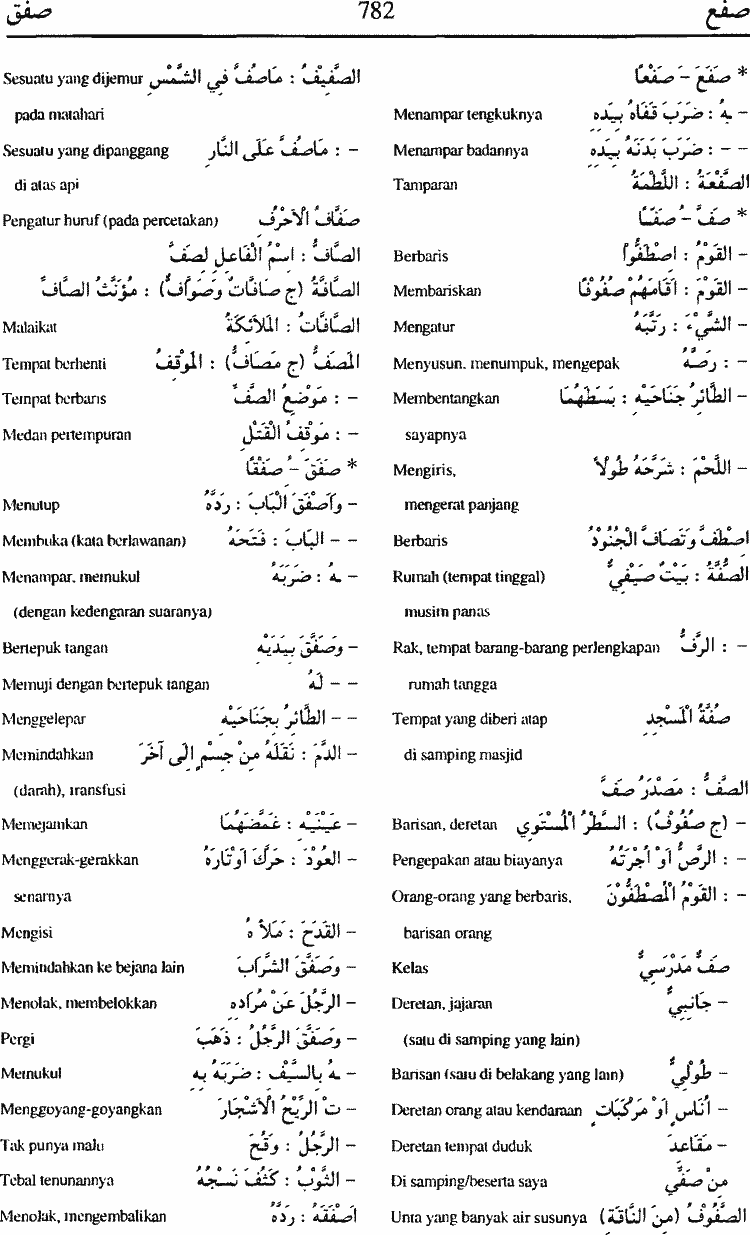 صفع 782 صفق
* صَفَعَ - صَفْعًا
Menampar tengkuknya ـهُ : ضَرَبَ قَفَاهُ بِيَدِهِ -
Menampar badannya - - : ضَرَبَ بَدَنَهُ بِيَدِهِ
Tamparan الصَّفْعَةُ : اللَّطْمَةُ
* صَفَّ - صَفًّا
Berbaris - القَوْمُ : اصْطَفُّوْا
Membariskan - القَوْمَ : أَقَامَهُمْ صُفُوْفًا
Mengatur - الشَّيْءَ : رَتَّبَهُ
Menyusun, menumpuk, mengepak - : رَصَّهُ
Membentangkan - الطَّائِرُ جَنَاحَيْهِ : بَسَطَهُمَا
sayapnya
Mengiris, - اللَّحْمَ : شَرَّحَهُ طُوْلاً
mengerat panjang
Berbaris اصْطَفَّ وَتَصَافَّ الْجُنُوْدُ
Rumah (tempat tinggal) الصُّفَّةُ : بَيْتٌ صَيْفِيٌّ
musim panas
Rak, tempat barang-barang perlengkapan - : الرَّفُّ
rumah tangga
Tempat yang diberi atap صُفَّةُ الْمَسْجِدِ
di samping masjid
الصَّفُّ : مَصْدَرُ صَفَّ
Barisan, deretan - (ج صُفُوْفٌ) : السَّطْرُ الْمُسْتَوِي
Pengepakan atau biayanya - : الرَّصُّ أَوْ أُجْرَتُهُ
Orang-orang yang berbaris, - : القَوْمُ الْمُصْطَفُّوْنَ
barisan orang
Kelas صَفٌّ مَدْرَسِيٌّ
Deretan, jajaran - جَانِبِيٌّ
(satu di samping yang lain)
Barisan (satu di belakang yang lain) - طُوْلِيٌّ
Deretan orang atau kendaraan - أُنَاسٍ أَوْ مَرْكَبَاتٍ
Deretan tempat duduk - مَقَاعِدَ
Di samping/beserta saya مِنْ صَفِّي
Unta yang banyak air susunya الصَّفُوْفُ (مِنَ النَّاقَةِ)
Sesuatu yang dijemur الصَّفِيْفُ : مَاصُفَّ فِي الشَّمْسِ
pada matahari
Sesuatu yang dipanggang - : مَاصُفَّ عَلَى النَّارِ
di atas api
Pengatur huruf (pada percetakan) صَفَّافُ الْأَحْرُفِ
الصَّافُّ : اسْمُ الْفَاعِلِ لِصَفَّ
الصَّافَّةُ (ج صَافَّاتٌ وَصَوَافُّ) : مُؤَنَّثُ الصَّافِّ
Malaikat الصَّافَّاتُ : الْمَلَائِكَةُ
Tempat berhenti الْمَصَفُّ (ج مَصَافُّ) : الْمَوْقِفُ
Tempat berbaris - : مَوْضِعُ الصَّفِّ
Medan pertempuran - : مَوْقِفُ الْقَتْلِ
* صَفَقَ - صَفْقًا
Menutup - وَأَصْفَقَ الْبَابَ : رَدَّهُ
Membuka (kata berlawanan) - - الْبَابَ : فَتَحَهُ
Menampar, memukul - ـهُ : ضَرَبَهُ
(dengan kedengaran suaranya)
Bertepuk tangan - وَصَفَّقَ بِيَدَيْهِ
Memuji dengan bertepuk tangan - - لَهُ
Menggelepar - - الطَّائِرُ بِجَنَاحَيْهِ
Memindahkan - الدَّمَ : نَقَلَهُ مِنْ جِسْمٍ إِلَى آخَرَ
(darah), transfusi
Memejamkan - عَيْنَيْهِ : غَمَّضَهُمَا
Menggerak-gerakkan - الْعُوْدَ : حَرَّكَ أَوْتَارَهُ
senarnya
Mengisi - القَدَحَ : مَلَأَهُ
Memindahkan ke bejana lain - وَصَفَّقَ الشَّرَابَ
Menolak, membelokkan - الرَّجُلَ عَنْ مُرَادِهِ
Pergi - وَصَفَّقَ الرَّجُلُ : ذَهَبَ
Memukul - ـهُ بِالسَّيْفِ : ضَرَبَهُ بِهِ
Menggoyang-goyangkan - تْ الرِّيْحُ الْأَشْجَارَ
Tak punya malu - الرَّجُلُ : وَقُحَ
Tebal tenunannya - الثَّوْبُ : كَثُفَ نَسْجُهُ
Menolak, mengembalikan أَصْفَقَهُ : رَدَّهُ